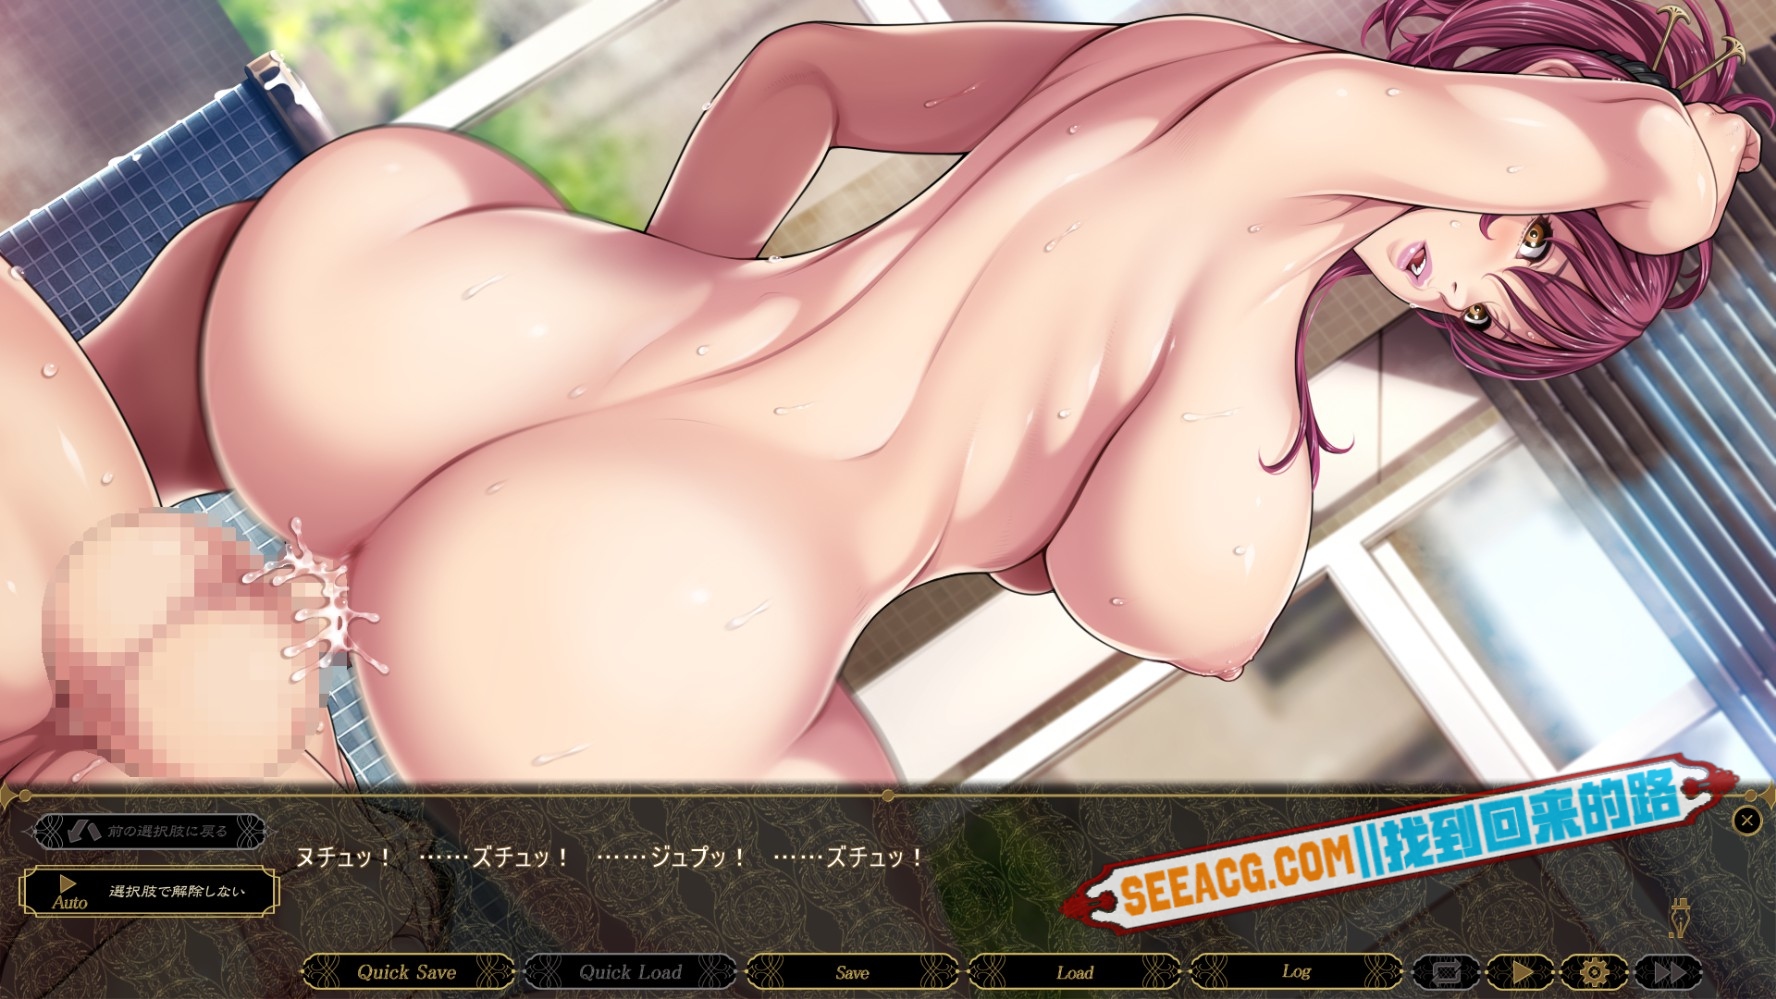 前の選択肢に戻る
ヌチュッ！　……ズチュッ！　……ジュプッ！　……ズチュッ！
Auto 選択肢で解除しない
SEEACG.COM||找到回来的路
Quick Save Quick Load Save Load Log